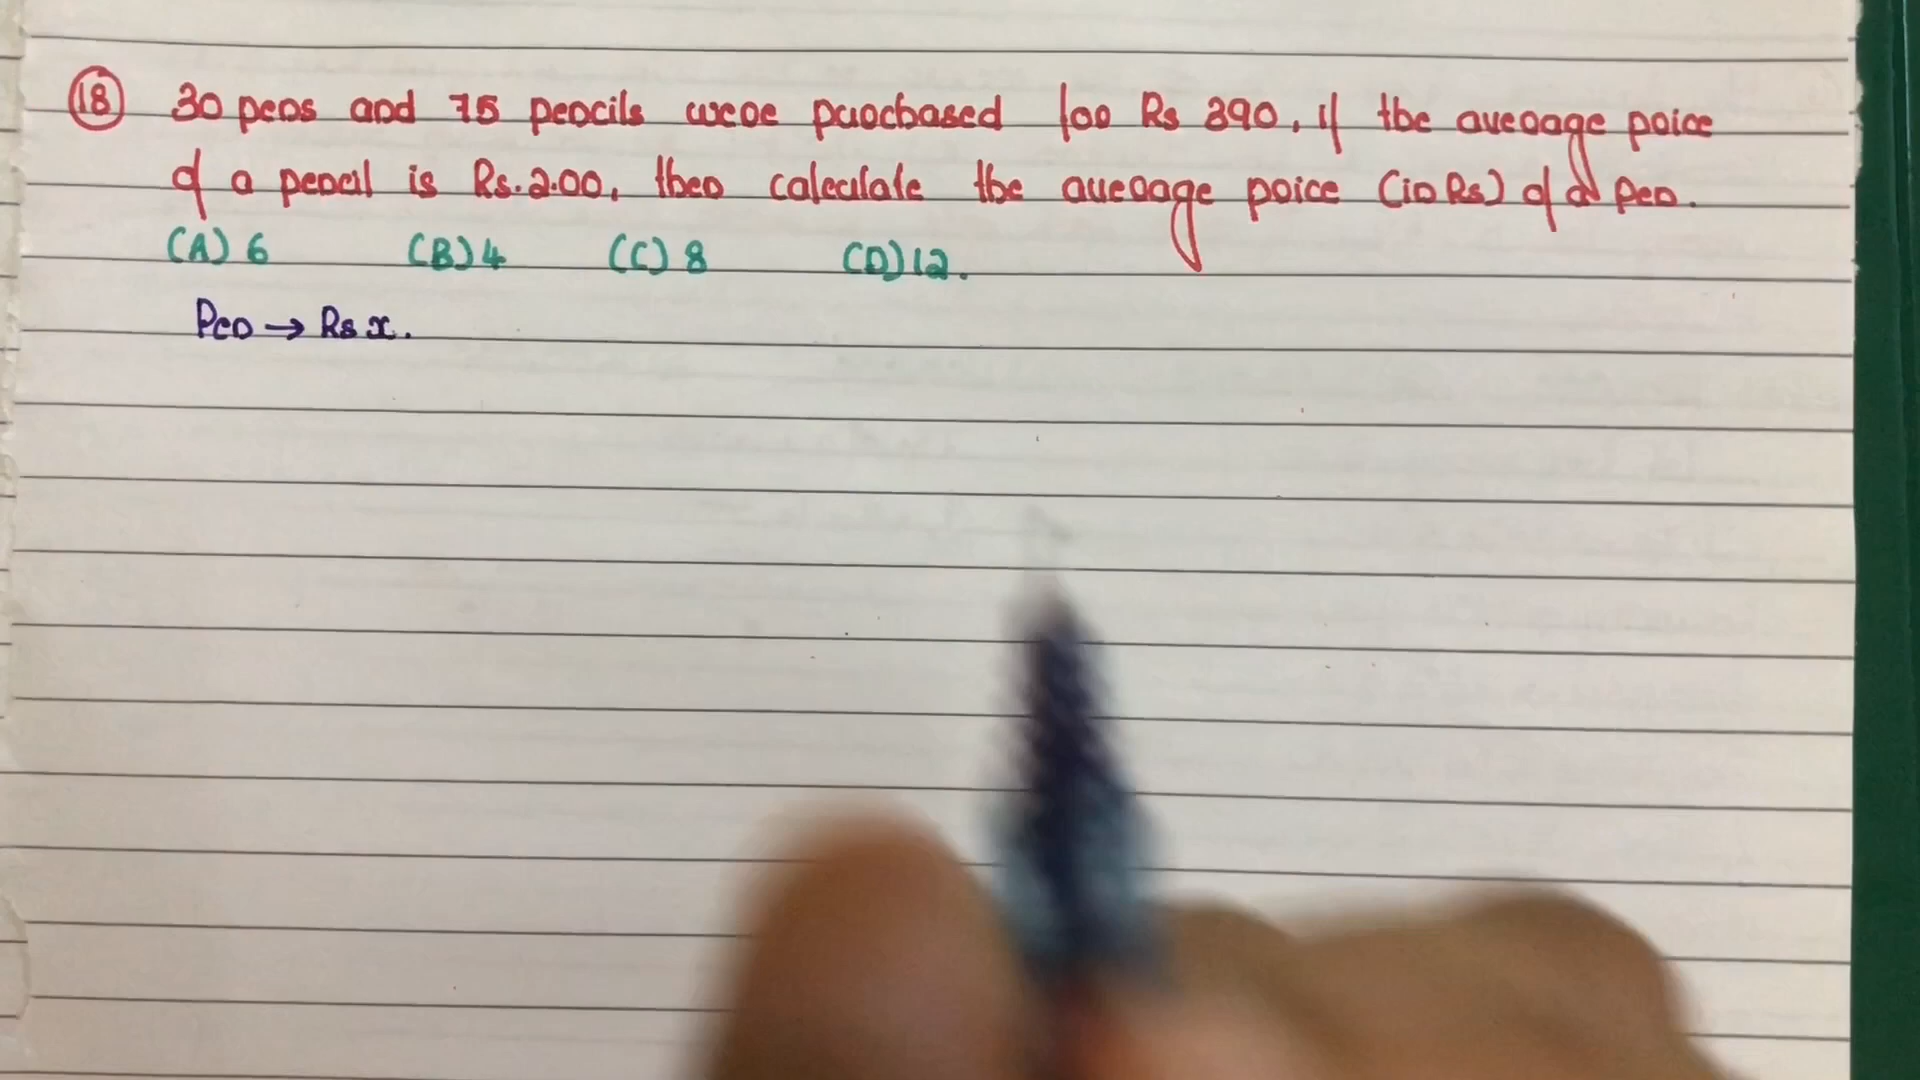 18 30 pens and 75 pencils were purchased for Rs 390, if the average price
of a pencil is Rs.2.00, then calculate the average price (in Rs) of a pen.
(A) 6 (B) 4 (C) 8 (D) 12.
Pen → Rs x.